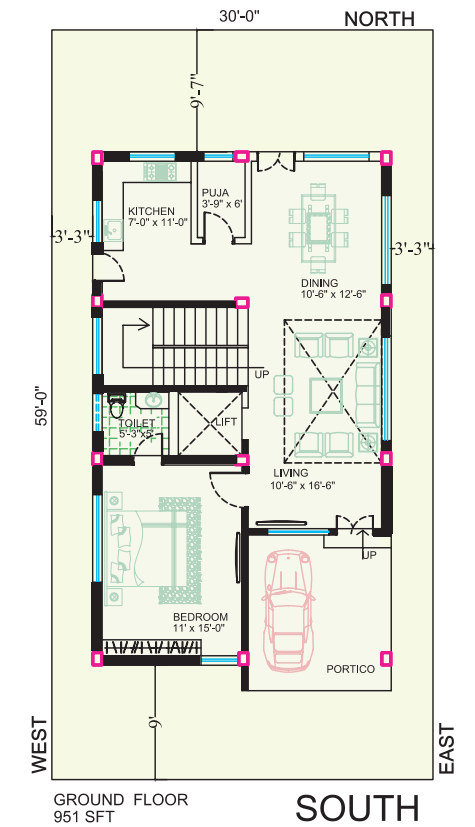 30'-0"
NORTH
9'-7"
PUJA
3'-9" x 6'
KITCHEN
7'-0" x 11'-0"
3'-3"
3'-3"
DINING
10'-6" x 12'-6"
UP
59'-0"
TOILET
5'-3"x5'
LIFT
LIVING
10'-6" x 16'-6"
UP
BEDROOM
11' x 15'-0"
PORTICO
9'
WEST
EAST
GROUND FLOOR
951 SFT
SOUTH